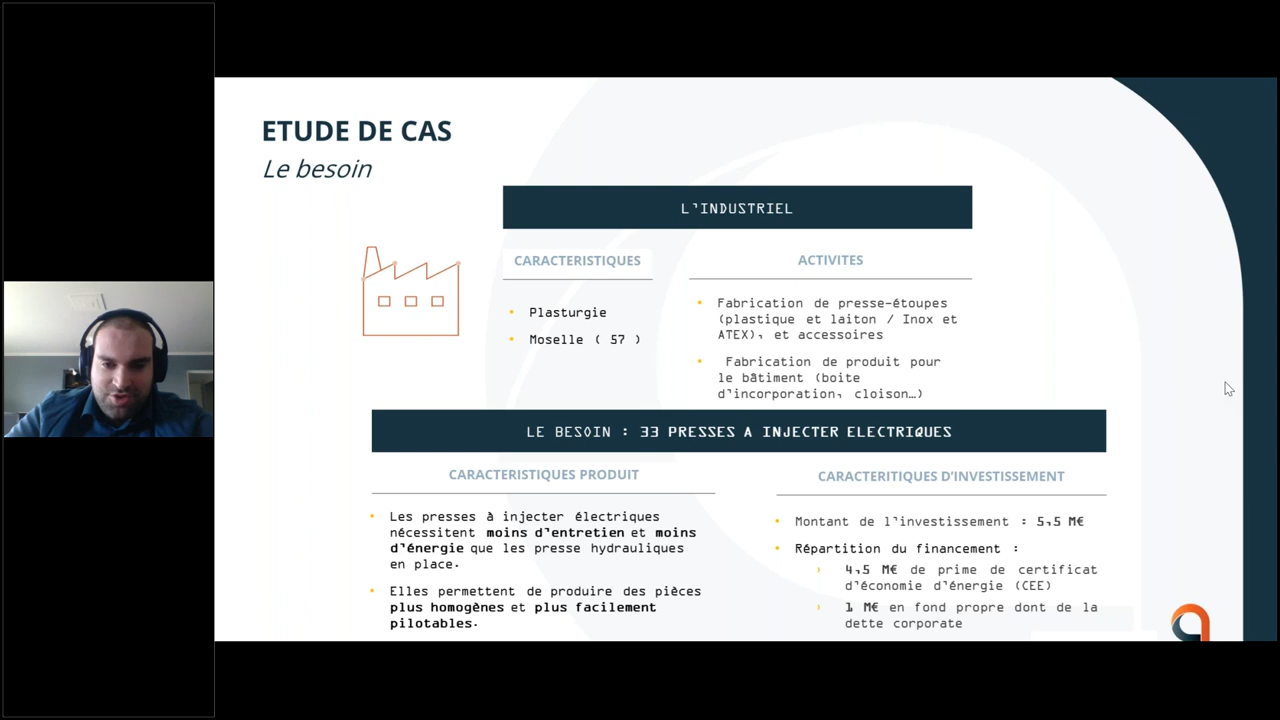 ETUDE DE CAS
Le besoin
L'INDUSTRIEL
CARACTERISTIQUES
• Plasturgie
• Moselle ( 57 )
ACTIVITES
• Fabrication de presse-étoupes
(plastique et laiton / Inox et
ATEX), et accessoires
• Fabrication de produit pour
le bâtiment (boite
d'incorporation, cloison…)
LE BESOIN : 33 PRESSES A INJECTER ELECTRIQUES
CARACTERISTIQUES PRODUIT
• Les presses à injecter électriques
nécessitent moins d'entretien et moins
d'énergie que les presse hydrauliques
en place.
• Elles permettent de produire des pièces
plus homogènes et plus facilement
pilotables.
CARACTERITIQUES D'INVESTISSEMENT
• Montant de l'investissement : 5,5 M€
• Répartition du financement :
› 4,5 M€ de prime de certificat
d'économie d'énergie (CEE)
› 1 M€ en fond propre dont de la
dette corporate